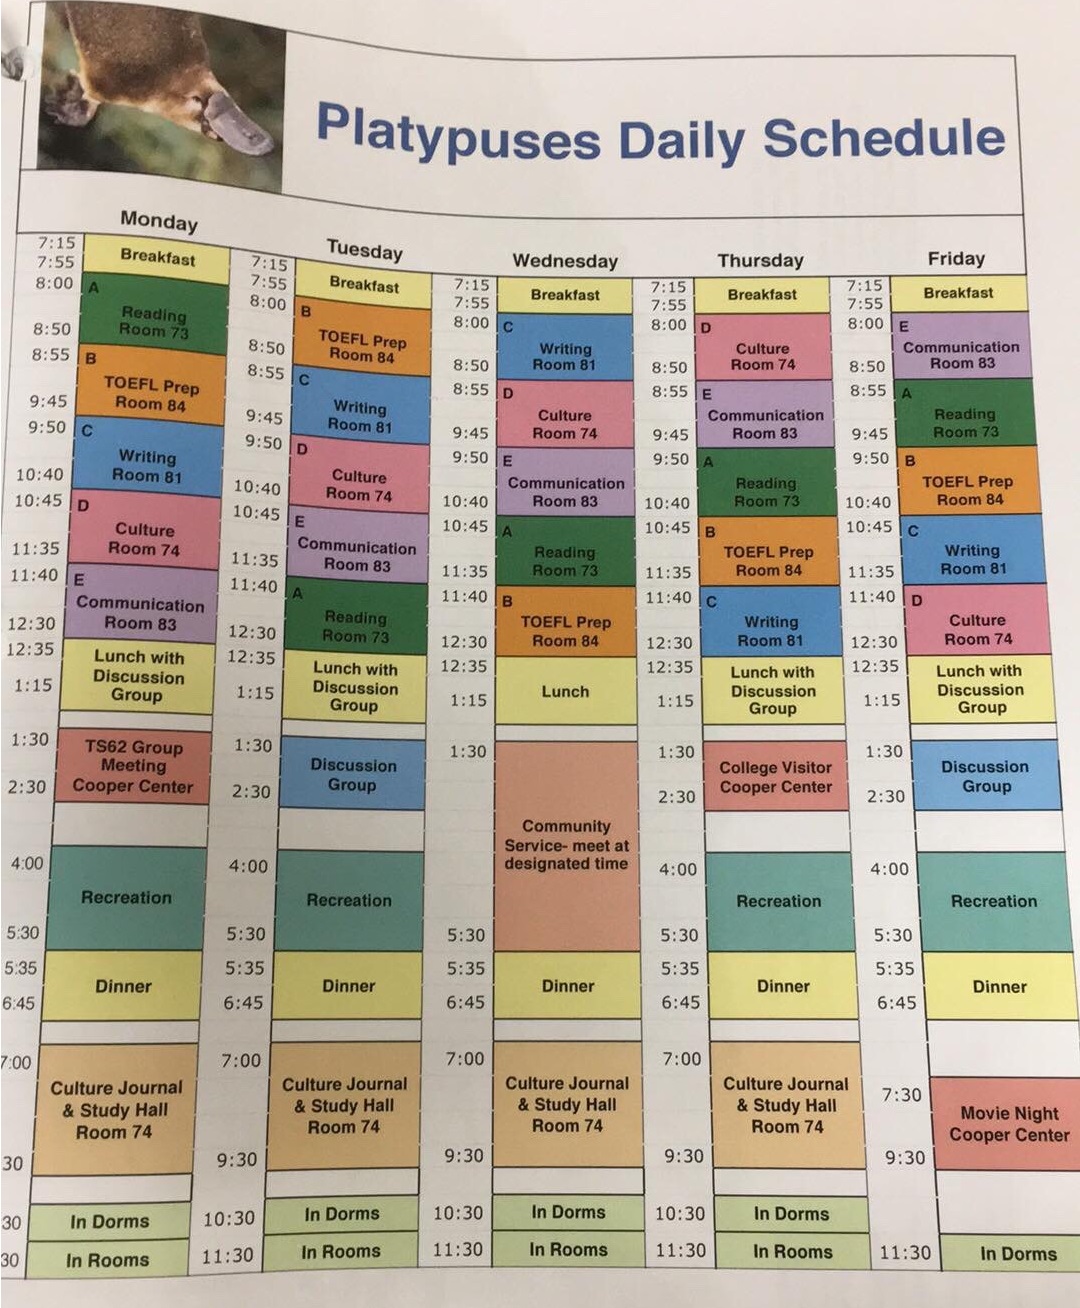 Platypuses Daily Schedule
Monday
7:15
7:55
Breakfast
8:00
A
Reading
Room 73
8:50
8:55
B
TOEFL Prep
Room 84
9:45
9:50
C
Writing
Room 81
10:40
10:45
D
Culture
Room 74
11:35
11:40
E
Communication
Room 83
12:30
12:35
Lunch with
Discussion
Group
1:15
1:30
TS62 Group
Meeting
Cooper Center
2:30
4:00
Recreation
5:30
5:35
Dinner
6:45
7:00
Culture Journal
& Study Hall
Room 74
30
30
In Dorms
30
In Rooms
Tuesday
7:15
7:55
Breakfast
8:00
B
TOEFL Prep
Room 84
8:50
8:55
C
Writing
Room 81
9:45
9:50
D
Culture
Room 74
10:40
10:45
E
Communication
Room 83
11:35
11:40
A
Reading
Room 73
12:30
12:35
Lunch with
Discussion
Group
1:15
1:30
Discussion
Group
2:30
4:00
Recreation
5:30
5:35
Dinner
6:45
7:00
Culture Journal
& Study Hall
Room 74
9:30
10:30
In Dorms
11:30
In Rooms
Wednesday
7:15
7:55
Breakfast
8:00
C
Writing
Room 81
8:50
8:55
D
Culture
Room 74
9:45
9:50
E
Communication
Room 83
10:40
10:45
A
Reading
Room 73
11:35
11:40
B
TOEFL Prep
Room 84
12:30
12:35
Lunch
1:15
1:30
Community
Service- meet at
designated time
5:30
5:35
Dinner
6:45
7:00
Culture Journal
& Study Hall
Room 74
9:30
10:30
In Dorms
11:30
In Rooms
Thursday
7:15
7:55
Breakfast
8:00
D
Culture
Room 74
8:50
8:55
E
Communication
Room 83
9:45
9:50
A
Reading
Room 73
10:40
10:45
B
TOEFL Prep
Room 84
11:35
11:40
C
Writing
Room 81
12:30
12:35
Lunch with
Discussion
Group
1:15
1:30
College Visitor
Cooper Center
2:30
4:00
Recreation
5:30
5:35
Dinner
6:45
7:00
Culture Journal
& Study Hall
Room 74
9:30
10:30
In Dorms
11:30
In Rooms
Friday
7:15
7:55
Breakfast
8:00
E
Communication
Room 83
8:50
8:55
A
Reading
Room 73
9:45
9:50
B
TOEFL Prep
Room 84
10:40
10:45
C
Writing
Room 81
11:35
11:40
D
Culture
Room 74
12:30
12:35
Lunch with
Discussion
Group
1:15
1:30
Discussion
Group
2:30
4:00
Recreation
5:30
5:35
Dinner
6:45
7:30
Movie Night
Cooper Center
9:30
11:30
In Dorms